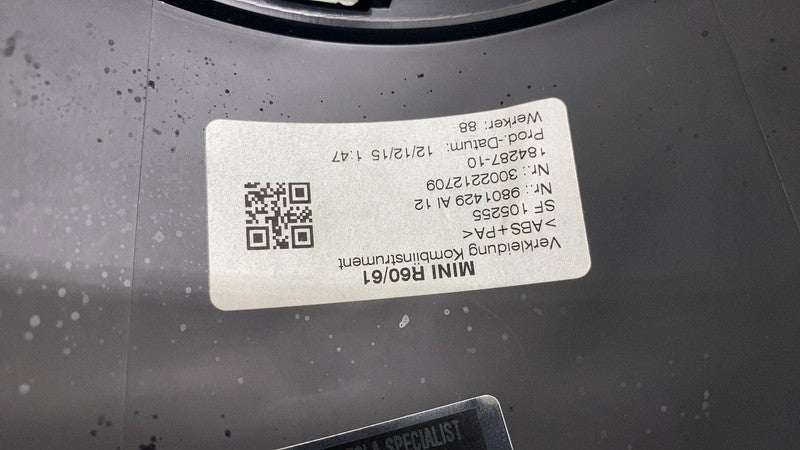 MINI R60/61
Verkleidung Kombiinstrument
>ABS+PA<
SF 105255
Nr.: 9801429 AI 12
Nr.: 3002212709
184287-10
Prod.-Datum: 12/12/15 1:47
Werker: 88
SPECIALIST